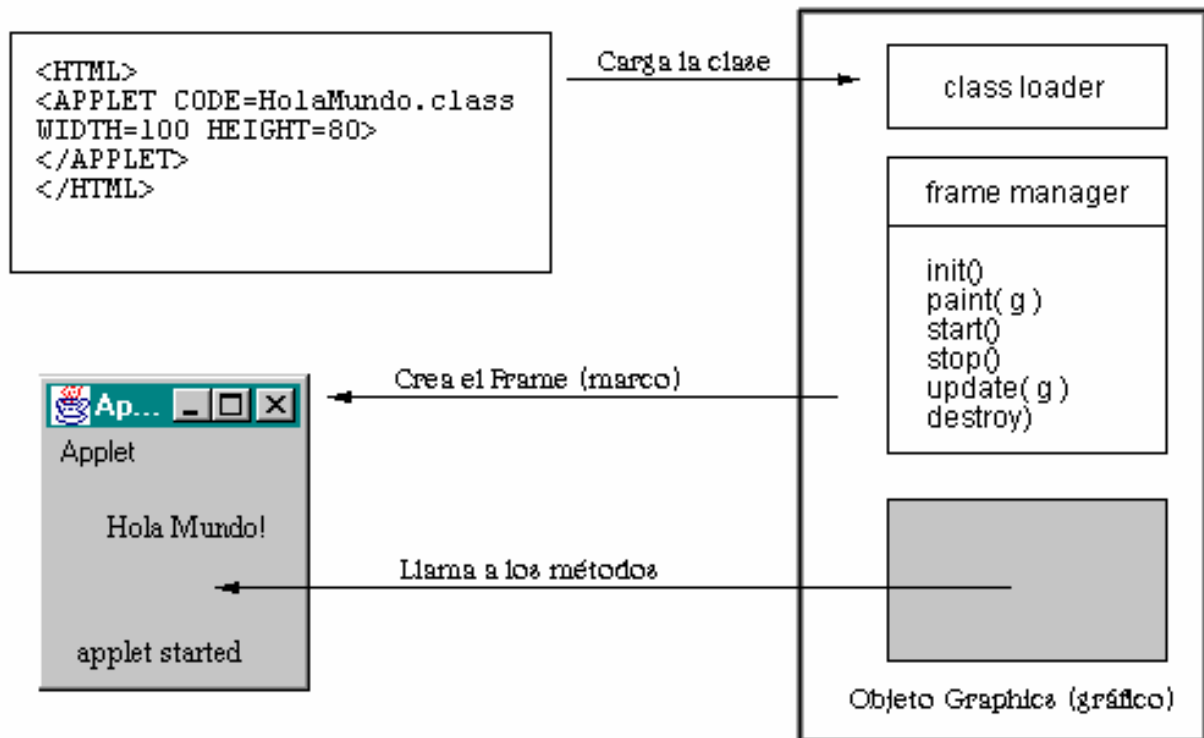 <HTML>
<APPLET CODE=HolaMundo.class
WIDTH=100 HEIGHT=80>
</APPLET>
</HTML>
Carga la clase
class loader
frame manager
init()
paint( g )
start()
stop()
update( g )
destroy)
Crea el Frame (marco)
Ap...
Applet
Hola Mundo!
Llama a los métodos
applet started
Objeto Graphics (gráfico)